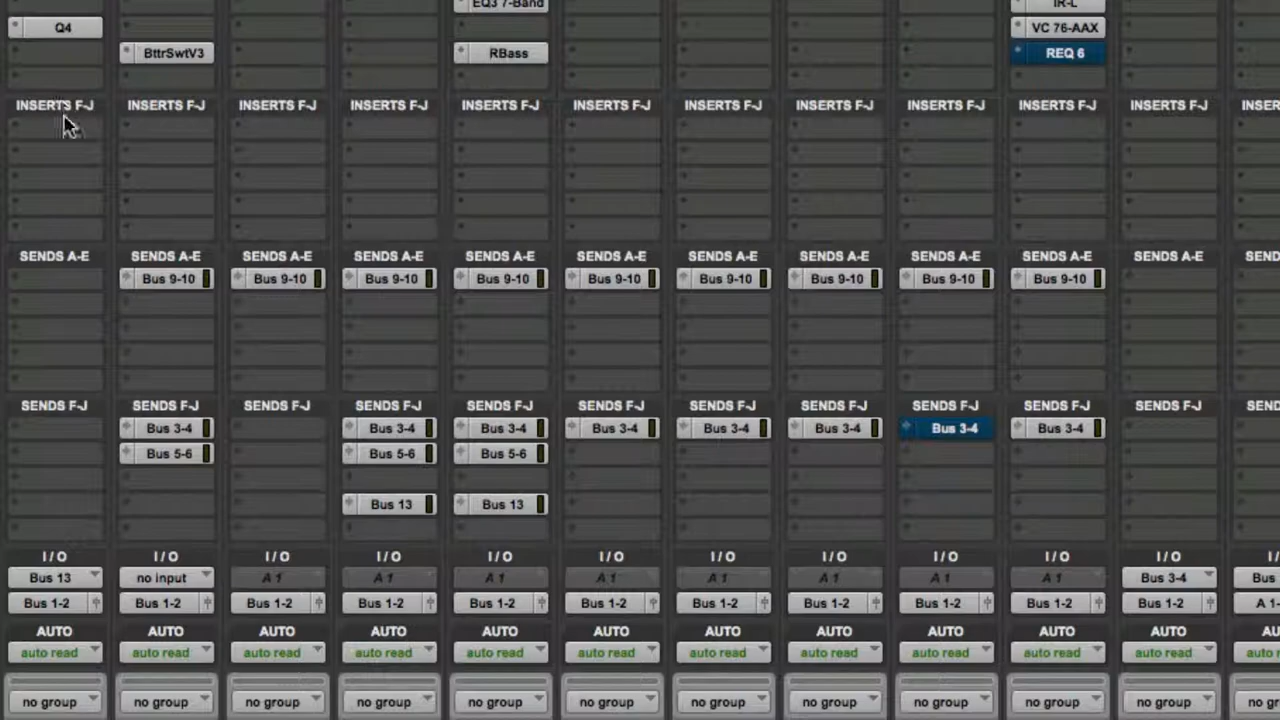 EQ3 7-Band IR-L
Q4 VC 76-AAX
BttrSwtV3 RBass REQ 6
INSERTS F-J INSERTS F-J INSERTS F-J INSERTS F-J INSERTS F-J INSERTS F-J INSERTS F-J INSERTS F-J INSERTS F-J INSERTS F-J INSERTS F-J INSER
SENDS A-E SENDS A-E SENDS A-E SENDS A-E SENDS A-E SENDS A-E SENDS A-E SENDS A-E SENDS A-E SENDS A-E SENDS A-E SEND
Bus 9-10 Bus 9-10 Bus 9-10 Bus 9-10 Bus 9-10 Bus 9-10 Bus 9-10 Bus 9-10 Bus 9-10
SENDS F-J SENDS F-J SENDS F-J SENDS F-J SENDS F-J SENDS F-J SENDS F-J SENDS F-J SENDS F-J SENDS F-J SENDS F-J SEND
Bus 3-4 Bus 3-4 Bus 3-4 Bus 3-4 Bus 3-4 Bus 3-4 Bus 3-4 Bus 3-4
Bus 5-6 Bus 5-6 Bus 5-6
Bus 13 Bus 13
I / O I / O I / O I / O I / O I / O I / O I / O I / O I / O I / O I /
Bus 13 no input A 1 A 1 A 1 A 1 A 1 A 1 A 1 A 1 Bus 3-4 Bus
Bus 1-2 Bus 1-2 Bus 1-2 Bus 1-2 Bus 1-2 Bus 1-2 Bus 1-2 Bus 1-2 Bus 1-2 Bus 1-2 Bus 1-2 A 1-
AUTO AUTO AUTO AUTO AUTO AUTO AUTO AUTO AUTO AUTO AUTO AU
auto read auto read auto read auto read auto read auto read auto read auto read auto read auto read auto read auto
no group no group no group no group no group no group no group no group no group no group no group no g